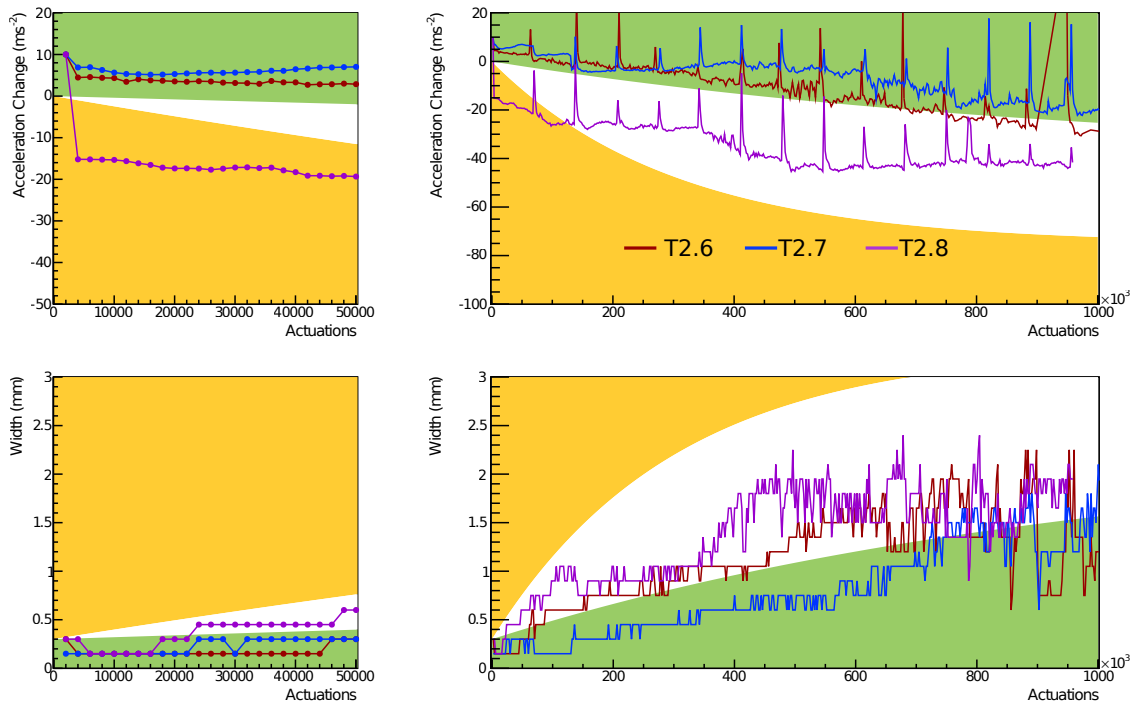 Acceleration Change (ms-2)
20
10
0
-10
-20
-30
-40
-50
0 10000 20000 30000 40000 50000
Actuations
Acceleration Change (ms-2)
20
0
-20
-40
-60
-80
-100
T2.6 T2.7 T2.8
0 200 400 600 800 1000
×103
Actuations
Width (mm)
3
2.5
2
1.5
1
0.5
0
0 10000 20000 30000 40000 50000
Actuations
Width (mm)
3
2.5
2
1.5
1
0.5
0
0 200 400 600 800 1000
×103
Actuations